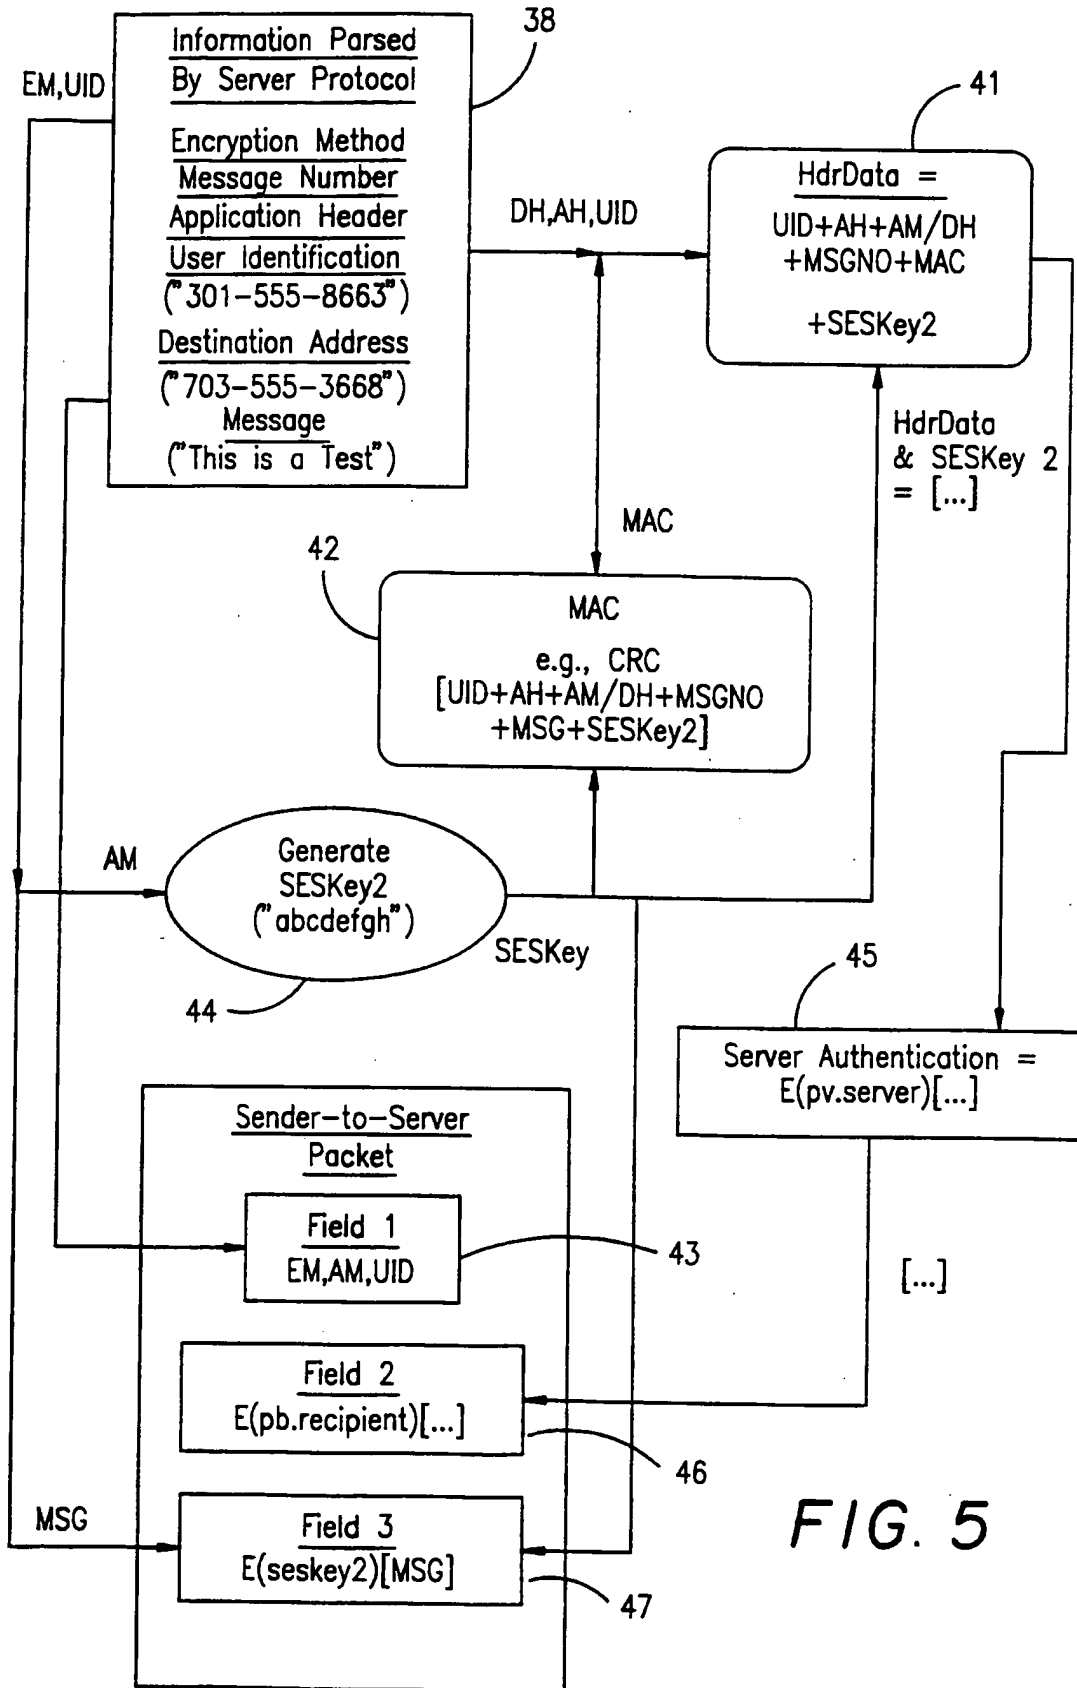 38
Information Parsed
By Server Protocol
EM,UID
Encryption Method
Message Number
Application Header
User Identification
("301-555-8663")
Destination Address
("703-555-3668")
Message
("This is a Test")
DH,AH,UID
41
HdrData =
UID+AH+AM/DH
+MSGNO+MAC
+SESKey2
HdrData
& SESKey 2
= [...]
MAC
42
MAC
e.g., CRC
[UID+AH+AM/DH+MSGNO
+MSG+SESKey2]
AM
Generate
SESKey2
("abcdefgh")
SESKey
44
45
Server Authentication =
E(pv.server)[...]
Sender-to-Server
Packet
Field 1
EM,AM,UID
43
[...]
Field 2
E(pb.recipient)[...]
46
MSG
Field 3
E(seskey2)[MSG]
47
FIG. 5